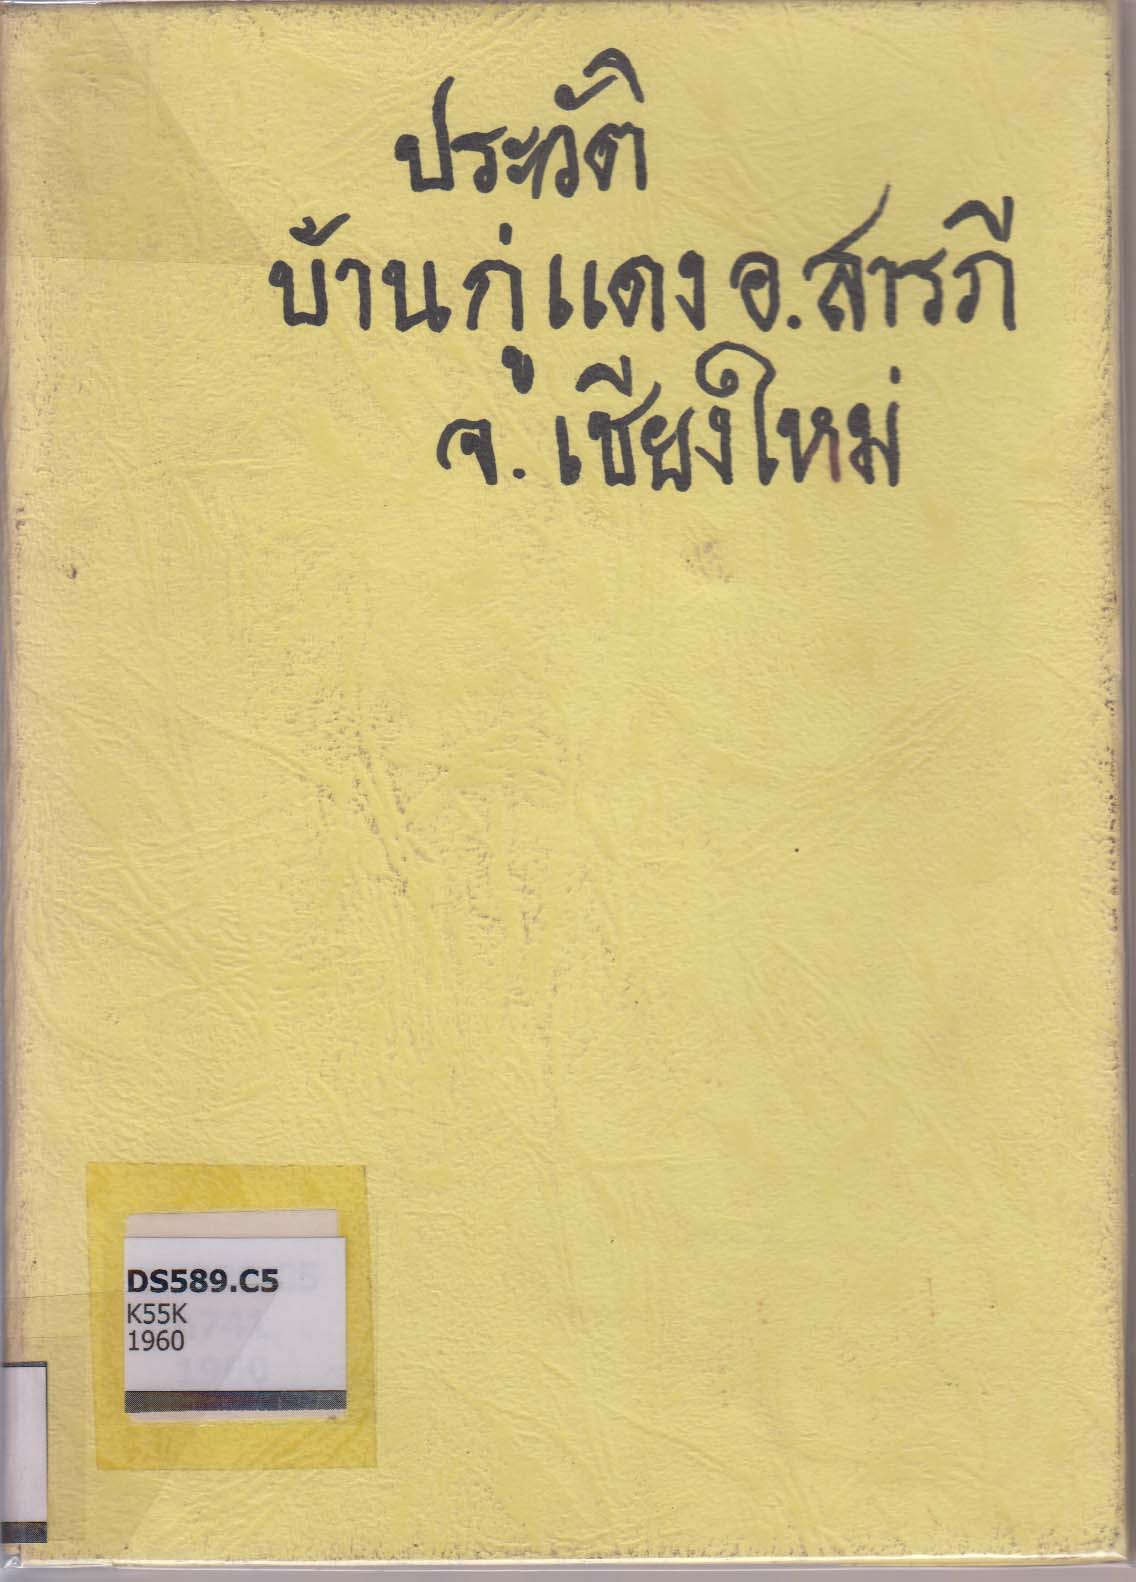 ประวัติ
บ้านกู่แดง อ.สารภี
จ.เชียงใหม่
DS589.C5
K55K
1960